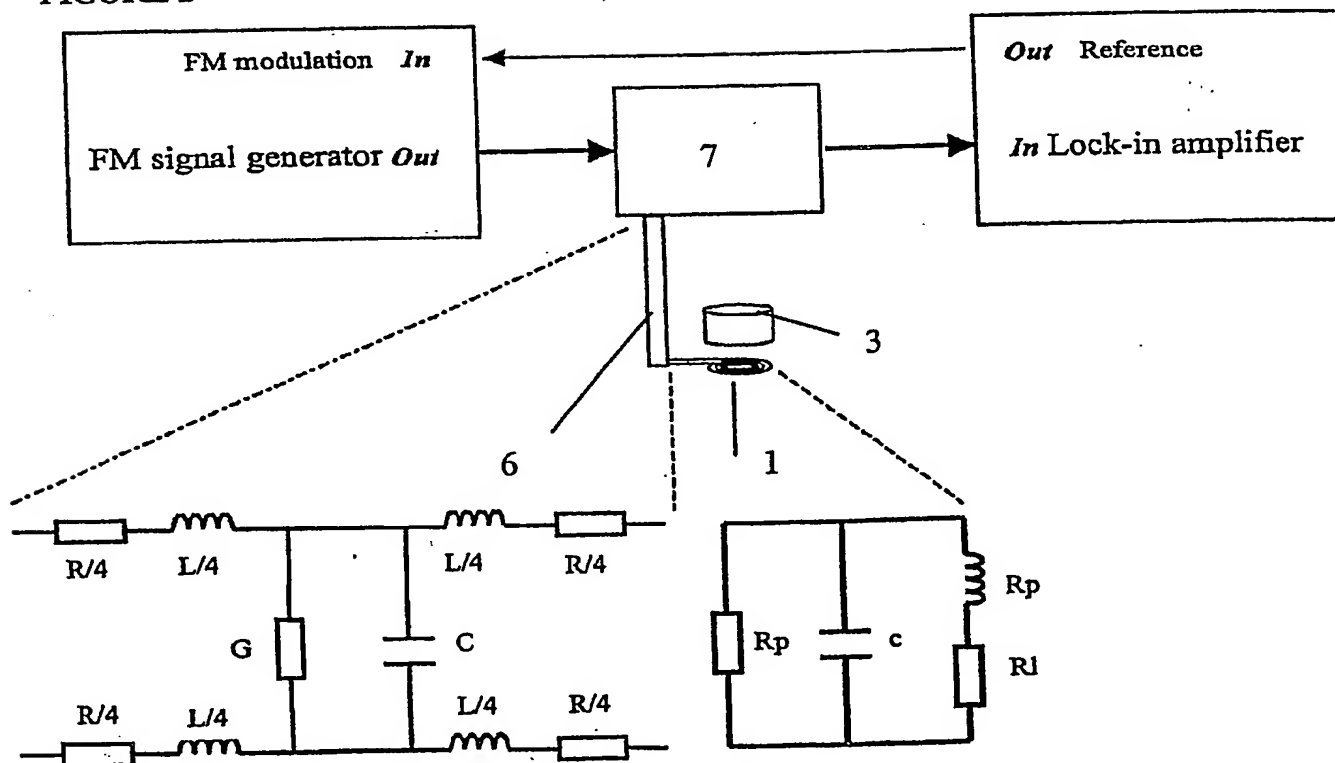 FM modulation In
Out Reference
FM signal generator Out
7
In Lock-in amplifier
3
6
1
R/4
L/4
L/4
R/4
G
C
R/4
L/4
L/4
R/4
Rp
c
Rp
Rl